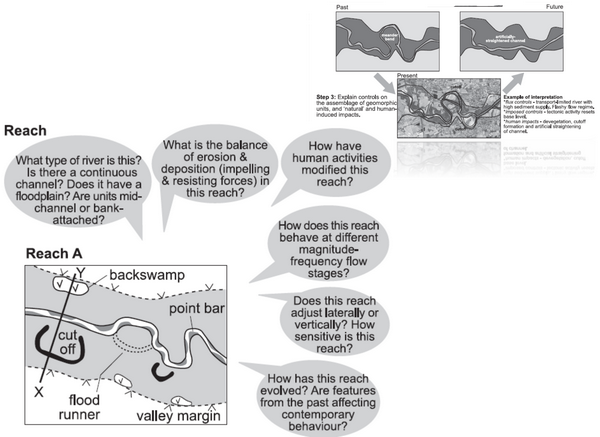 Past
Future
meander
bend
artificially-
straightened channel
Present
Step 3: Explain controls
on the assemblage of geomorphic
units, and 'natural' and human-
induced impacts.
Example of interpretation
*flux controls - transport-limited river with
high sediment supply. Flashy flow regime.
*imposed controls - tectonic activity resets
base level.
*human impacts - devegetation, cutoff
formation and artificial straightening
of channel.
Reach
What type of river is this?
Is there a continuous
channel? Does it have a
floodplain? Are units mid-
channel or bank-
attached?
What is the balance
of erosion &
deposition (impelling
& resisting forces) in
this reach?
How have
human activities
modified this
reach?
How does this reach
behave at different
magnitude-
frequency flow
stages?
Does this reach
adjust laterally or
vertically? How
sensitive is this
reach?
How has this reach
evolved? Are features
from the past affecting
contemporary
behaviour?
Reach A
Y
backswamp
point bar
cut
off
X
flood
runner
valley margin